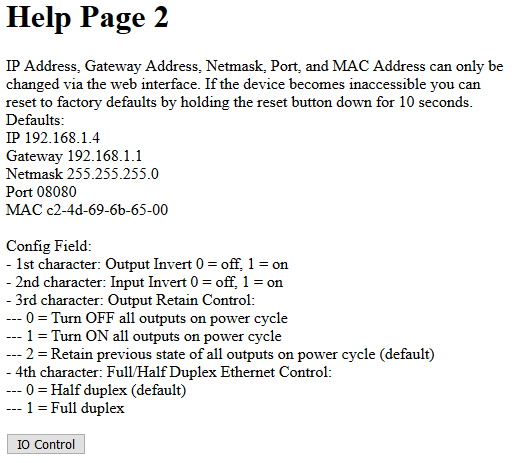 Help Page 2
IP Address, Gateway Address, Netmask, Port, and MAC Address can only be
changed via the web interface. If the device becomes inaccessible you can
reset to factory defaults by holding the reset button down for 10 seconds.
Defaults:
IP 192.168.1.4
Gateway 192.168.1.1
Netmask 255.255.255.0
Port 08080
MAC c2-4d-69-6b-65-00
Config Field:
- 1st character: Output Invert 0 = off, 1 = on
- 2nd character: Input Invert 0 = off, 1 = on
- 3rd character: Output Retain Control:
--- 0 = Turn OFF all outputs on power cycle
--- 1 = Turn ON all outputs on power cycle
--- 2 = Retain previous state of all outputs on power cycle (default)
- 4th character: Full/Half Duplex Ethernet Control:
--- 0 = Half duplex (default)
--- 1 = Full duplex
IO Control